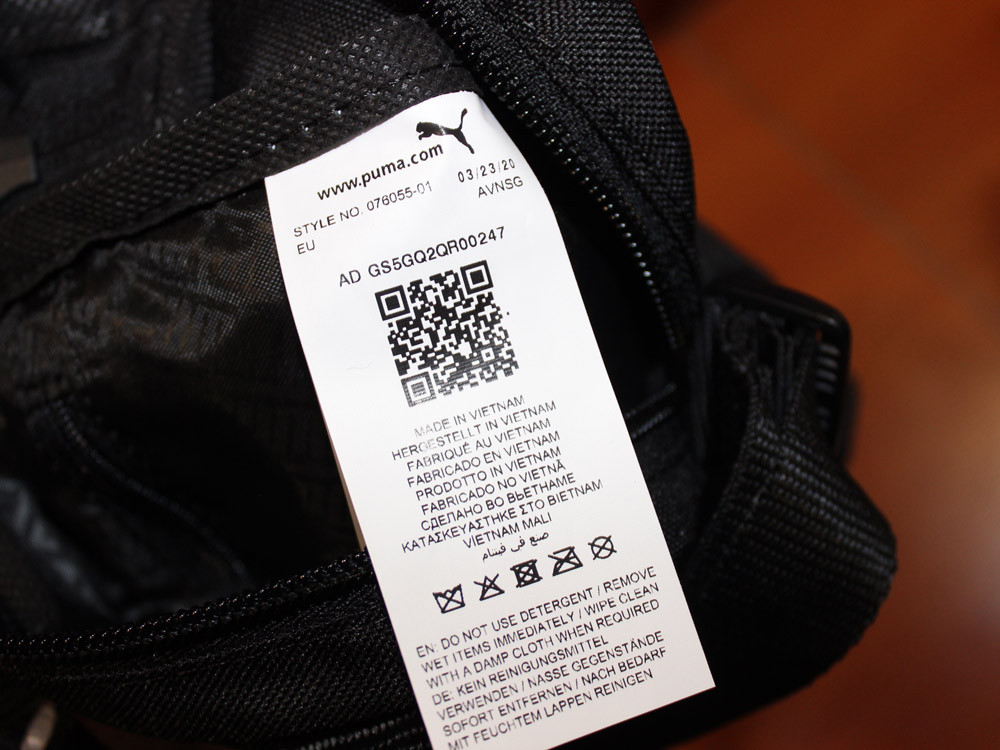 www.puma.com
03/23/20
STYLE NO. 076055-01
AVNSG
EU
AD GS5GQ2QR00247
MADE IN VIETNAM
HERGESTELLT IN VIETNAM
FABRIQUÉ AU VIETNAM
FABRICADO EN VIETNAM
PRODOTTO IN VIETNAM
FABRICADO NO VIETNÃ
СДЕЛАНО ВО ВЬЕТНАМЕ
ΚΑΤΑΣΚΕΥΑΣΤΗΚΕ ΣΤΟ ΒΙΕΤΝΑΜ
VIETNAM MALI
صنع في فيتنام
EN: DO NOT USE DETERGENT / REMOVE
WET ITEMS IMMEDIATELY / WIPE CLEAN
WITH A DAMP CLOTH WHEN REQUIRED
DE: KEIN REINIGUNGSMITTEL
VERWENDEN / NASSE GEGENSTÄNDE
SOFORT ENTFERNEN / NACH BEDARF
MIT FEUCHTEM LAPPEN REINIGEN